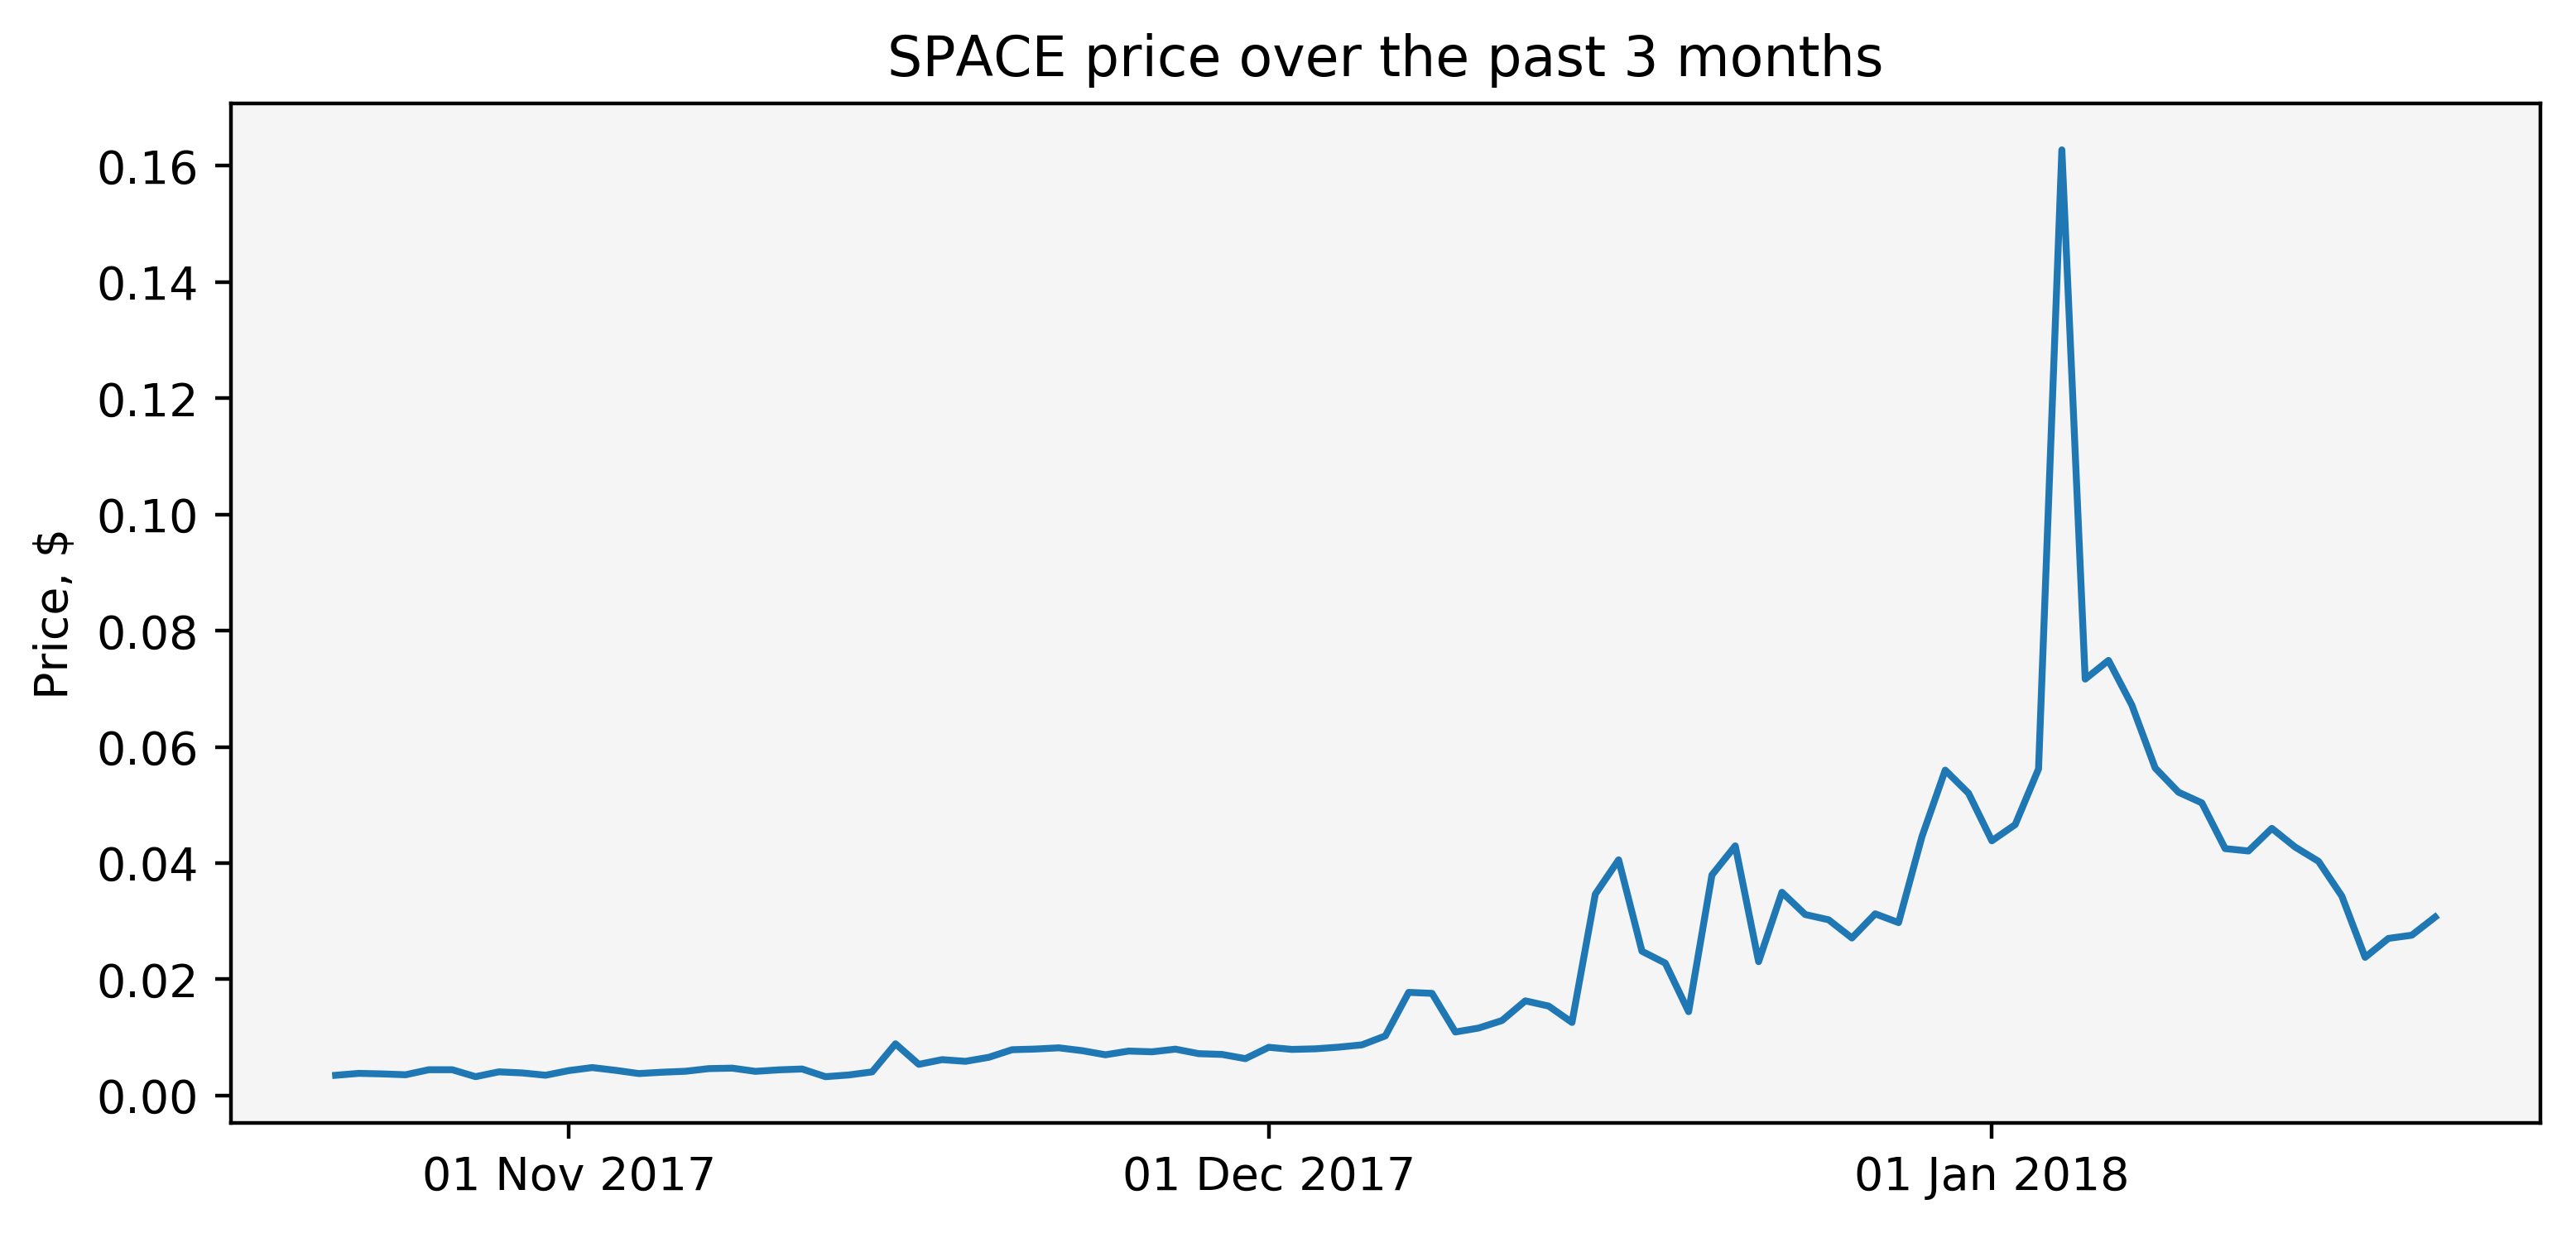 SPACE price over the past 3 months
Price, $
0.16
0.14
0.12
0.10
0.08
0.06
0.04
0.02
0.00
01 Nov 2017
01 Dec 2017
01 Jan 2018